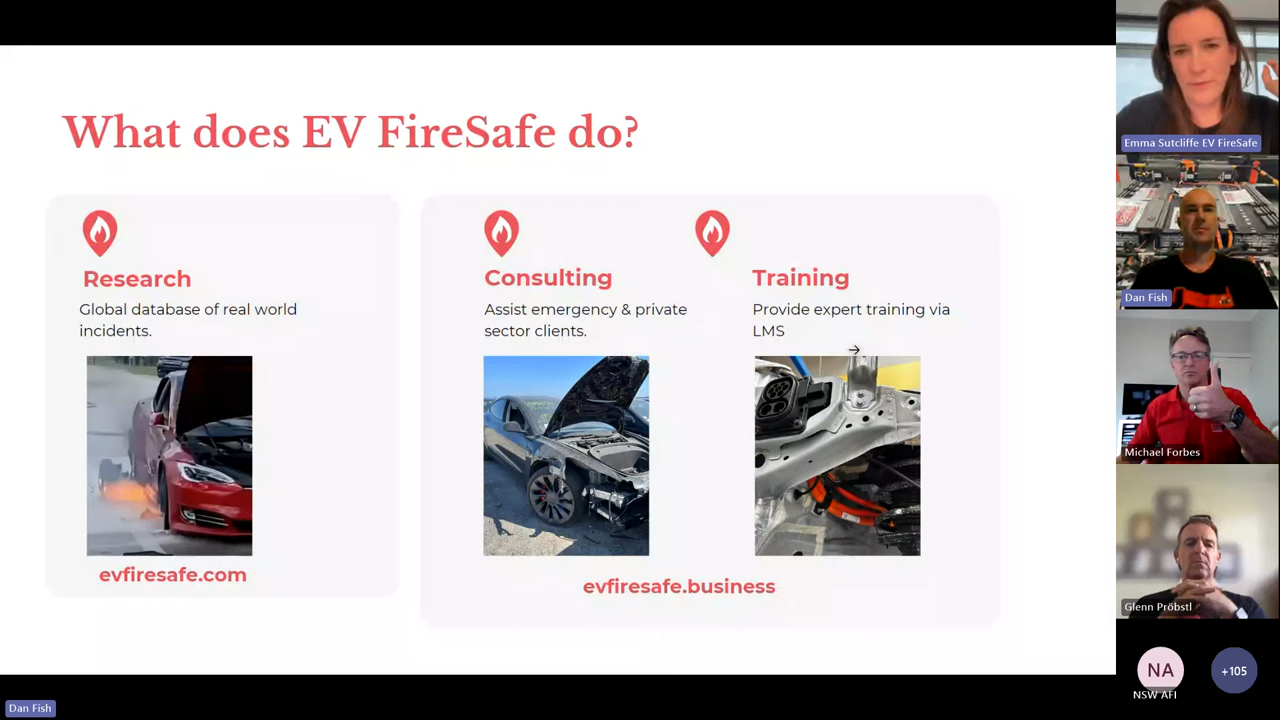 What does EV FireSafe do?
Research
Global database of real world
incidents.
evfiresafe.com
Consulting
Assist emergency & private
sector clients.
Training
Provide expert training via
LMS
evfiresafe.business
Emma Sutcliffe EV FireSafe
Dan Fish
Michael Forbes
Glenn Pröbstl
NA
NSW AFI
+105
Dan Fish